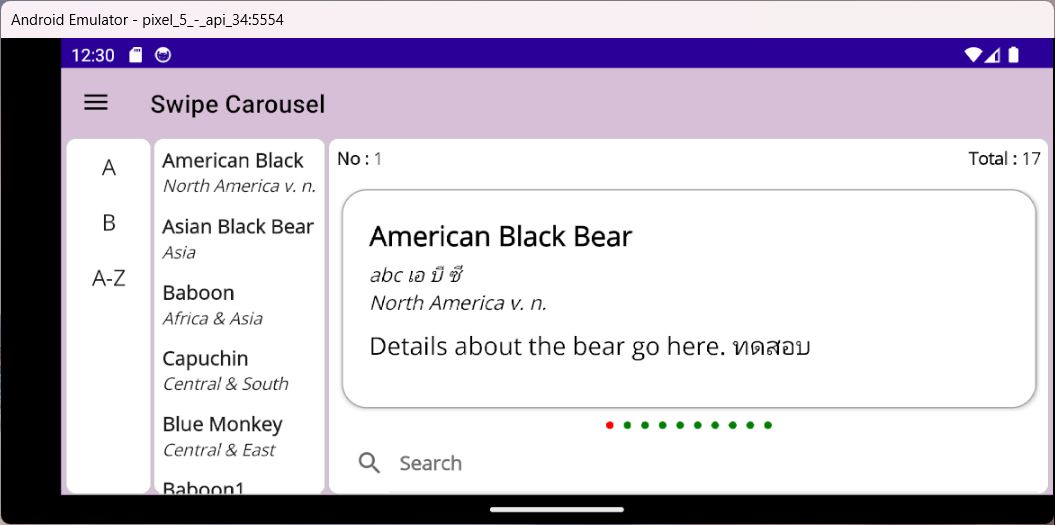 Android Emulator - pixel_5_-_api_34:5554
12:30
Swipe Carousel
A
B
A-Z
American Black
North America v. n.
Asian Black Bear
Asia
Baboon
Africa & Asia
Capuchin
Central & South
Blue Monkey
Central & East
Baboon1
No : 1
Total : 17
American Black Bear
abc เอ บี ซี
North America v. n.
Details about the bear go here. ทดสอบ
Search